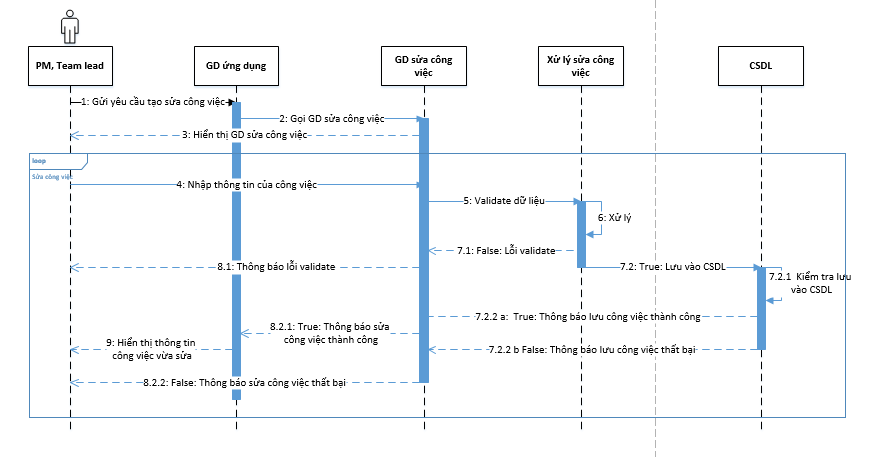 PM, Team lead
GD ứng dụng
GD sửa công
việc
Xử lý sửa công
việc
CSDL
1: Gửi yêu cầu tạo sửa công việc
2: Gọi GD sửa công việc
3: Hiển thị GD sửa công việc
loop
Sửa công việc
4: Nhập thông tin của công việc
5: Validate dữ liệu
6: Xử lý
7.1: False: Lỗi validate
8.1: Thông báo lỗi validate
7.2: True: Lưu vào CSDL
7.2.1 Kiểm tra lưu
vào CSDL
7.2.2 a: True: Thông báo lưu công việc thành công
8.2.1: True: Thông báo sửa
công việc thành công
9: Hiển thị thông tin
công việc vừa sửa
7.2.2 b False: Thông báo lưu công việc thất bại
8.2.2: False: Thông báo sửa công việc thất bại